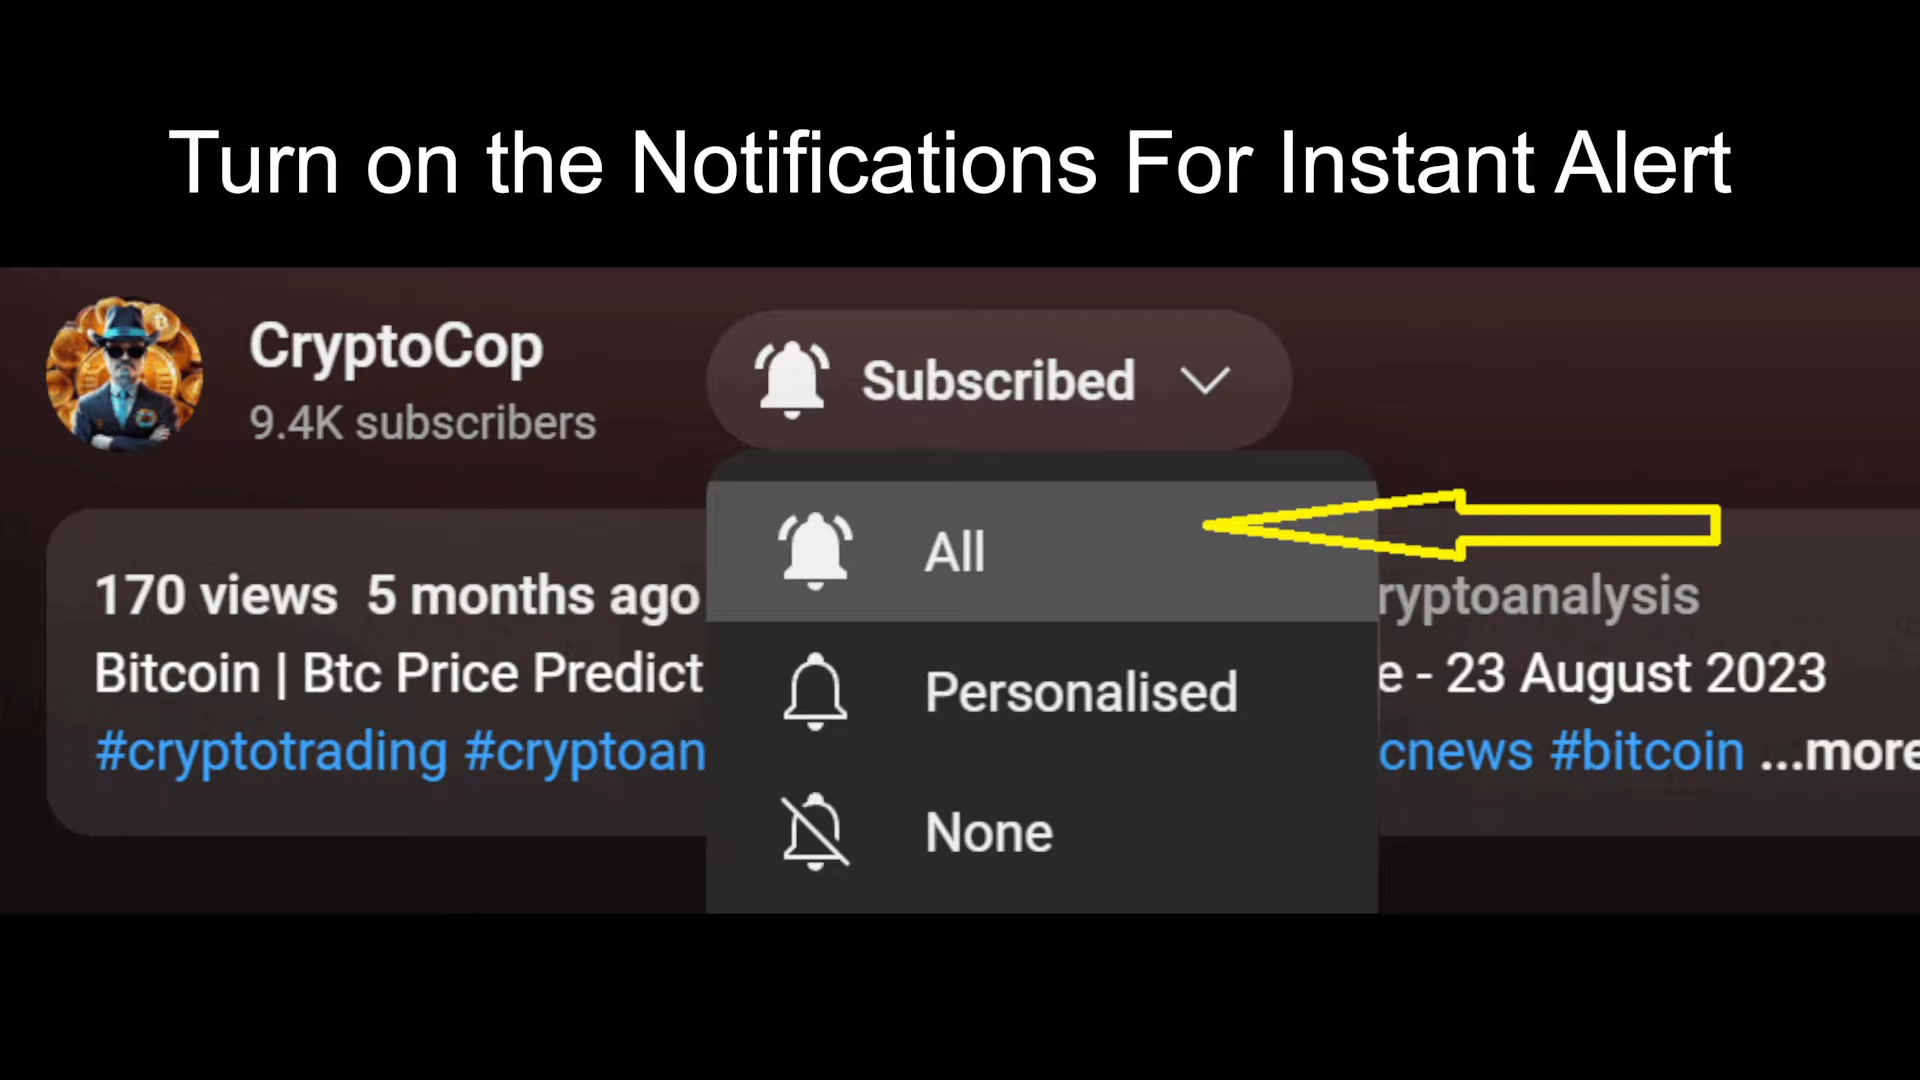 Turn on the Notifications For Instant Alert
CryptoCop
9.4K subscribers
Subscribed
All
Personalised
None
170 views 5 months ago
ryptoanalysis
Bitcoin | Btc Price Predict
e - 23 August 2023
#cryptotrading #cryptoan
cnews #bitcoin ...more